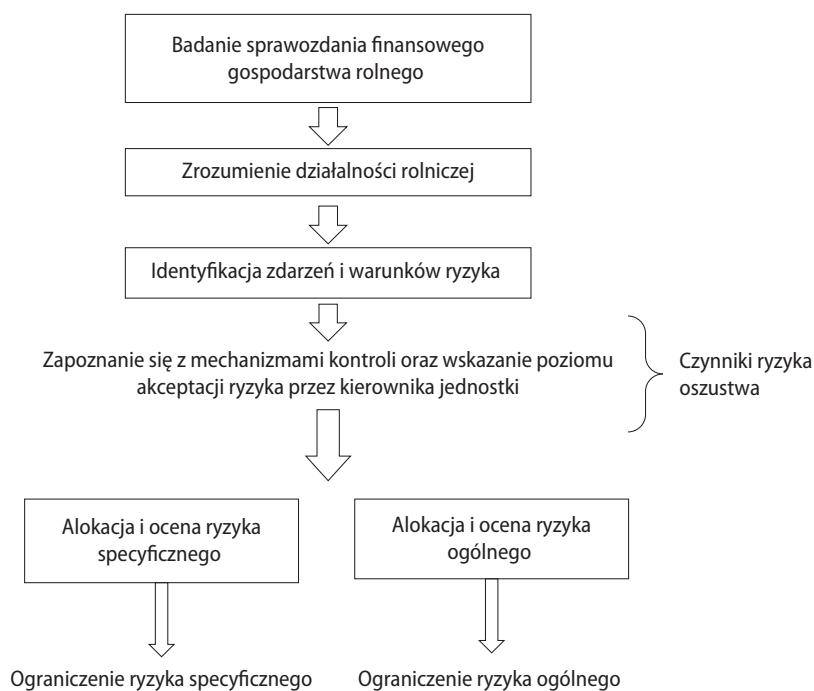 Badanie sprawozdania finansowego
gospodarstwa rolnego
Zrozumienie działalności rolniczej
Identyfikacja zdarzeń i warunków ryzyka
Zapoznanie się z mechanizmami kontroli oraz wskazanie poziomu
akceptacji ryzyka przez kierownika jednostki
Czynniki ryzyka
oszustwa
Alokacja i ocena ryzyka
specyficznego
Alokacja i ocena ryzyka
ogólnego
Ograniczenie ryzyka specyficznego
Ograniczenie ryzyka ogólnego